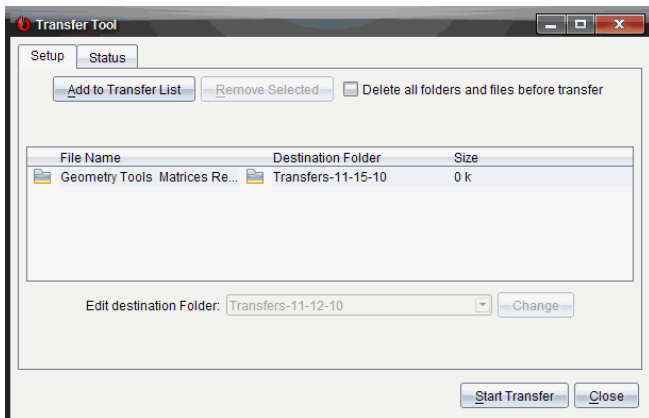 Transfer Tool
Setup Status
Add to Transfer List Remove Selected Delete all folders and files before transfer
File Name Destination Folder Size
Geometry Tools Matrices Re... Transfers-11-15-10 0 k
Edit destination Folder: Transfers-11-12-10 Change
Start Transfer Close